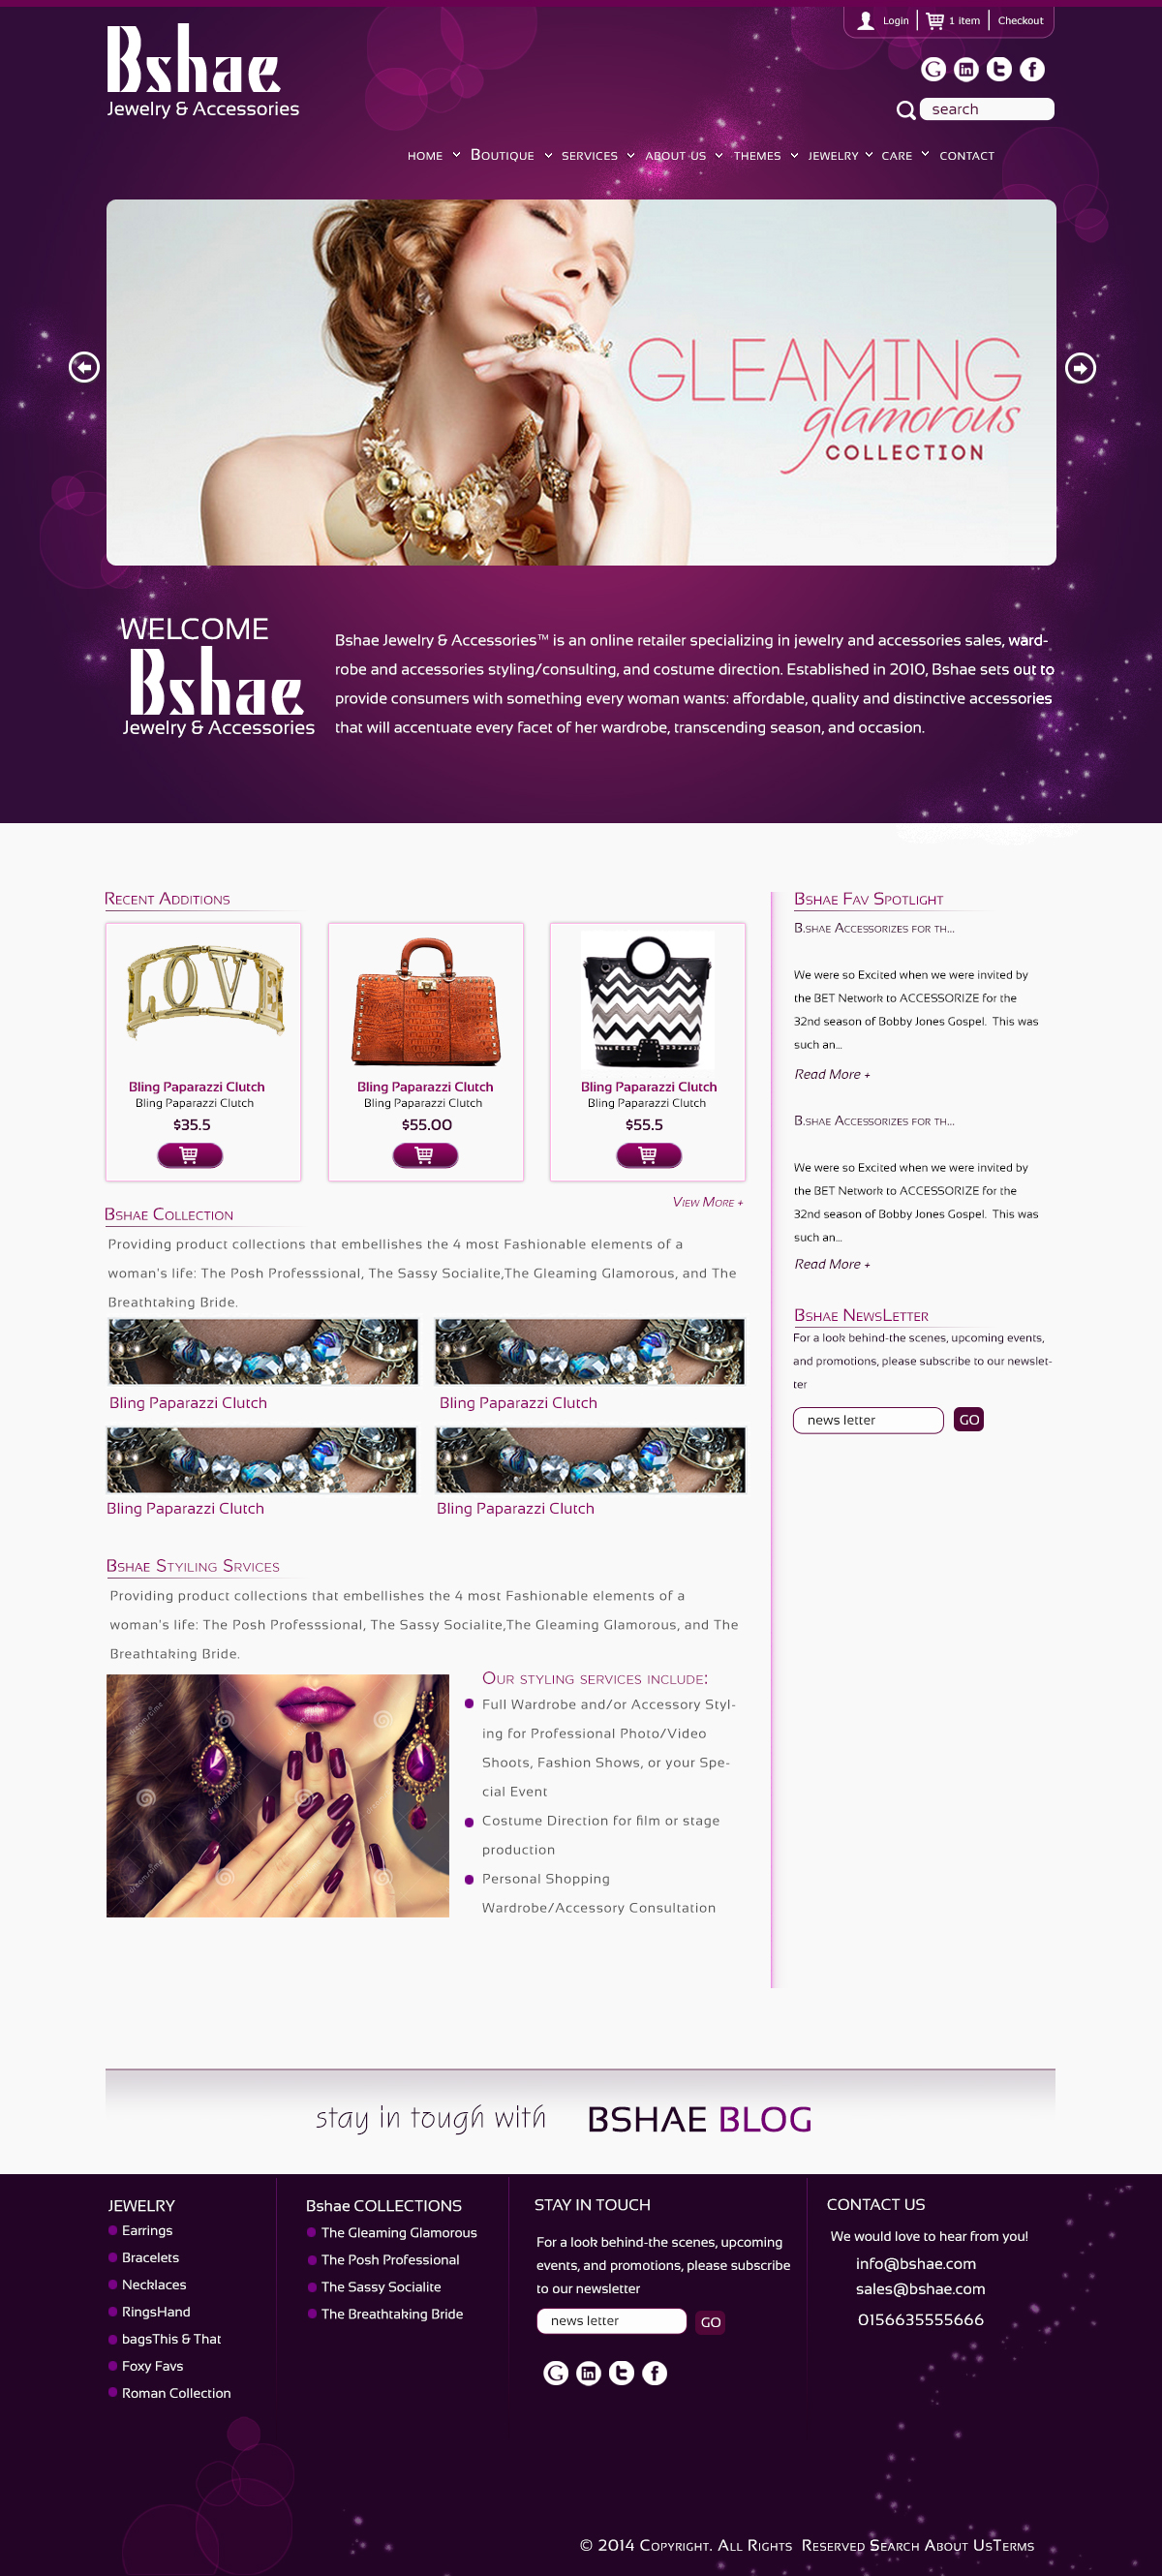 Login
1 item
Checkout
Bshae
Jewelry & Accessories
search
HOME
BOUTIQUE
SERVICES
ABOUT US
THEMES
JEWELRY
CARE
CONTACT
GLEAMING
glamorous
COLLECTION
WELCOME
Bshae
Jewelry & Accessories
Bshae Jewelry & Accessories™ is an online retailer specializing in jewelry and accessories sales, ward-
robe and accessories styling/consulting, and costume direction. Established in 2010, Bshae sets out to
provide consumers with something every woman wants: affordable, quality and distinctive accessories
that will accentuate every facet of her wardrobe, transcending season, and occasion.
RECENT ADDITIONS
LOVE
Bling Paparazzi Clutch
Bling Paparazzi Clutch
$35.5
Bling Paparazzi Clutch
Bling Paparazzi Clutch
$55.00
Bling Paparazzi Clutch
Bling Paparazzi Clutch
$55.5
VIEW MORE +
BSHAE COLLECTION
Providing product collections that embellishes the 4 most Fashionable elements of a
woman's life: The Posh Professsional, The Sassy Socialite,The Gleaming Glamorous, and The
Breathtaking Bride.
Bling Paparazzi Clutch
Bling Paparazzi Clutch
Bling Paparazzi Clutch
Bling Paparazzi Clutch
BSHAE STYILING SRVICES
Providing product collections that embellishes the 4 most Fashionable elements of a
woman's life: The Posh Professsional, The Sassy Socialite,The Gleaming Glamorous, and The
Breathtaking Bride.
dreamstime
OUR STYLING SERVICES INCLUDE:
Full Wardrobe and/or Accessory Styl-
ing for Professional Photo/Video
Shoots, Fashion Shows, or your Spe-
cial Event
Costume Direction for film or stage
production
Personal Shopping
Wardrobe/Accessory Consultation
BSHAE FAV SPOTLIGHT
B.SHAE ACCESSORIZES FOR TH...
We were so Excited when we were invited by
the BET Network to ACCESSORIZE for the
32nd season of Bobby Jones Gospel. This was
such an...
Read More +
B.SHAE ACCESSORIZES FOR TH...
We were so Excited when we were invited by
the BET Network to ACCESSORIZE for the
32nd season of Bobby Jones Gospel. This was
such an...
Read More +
BSHAE NEWSLETTER
For a look behind-the scenes, upcoming events,
and promotions, please subscribe to our newslet-
ter
news letter
GO
stay in tough with BSHAE BLOG
JEWELRY
Earrings
Bracelets
Necklaces
RingsHand
bagsThis & That
Foxy Favs
Roman Collection
Bshae COLLECTIONS
The Gleaming Glamorous
The Posh Professional
The Sassy Socialite
The Breathtaking Bride
STAY IN TOUCH
For a look behind-the scenes, upcoming
events, and promotions, please subscribe
to our newsletter
news letter
GO
CONTACT US
We would love to hear from you!
info@bshae.com
sales@bshae.com
0156635555666
© 2014 COPYRIGHT. ALL RIGHTS RESERVED SEARCH ABOUT USTERMS